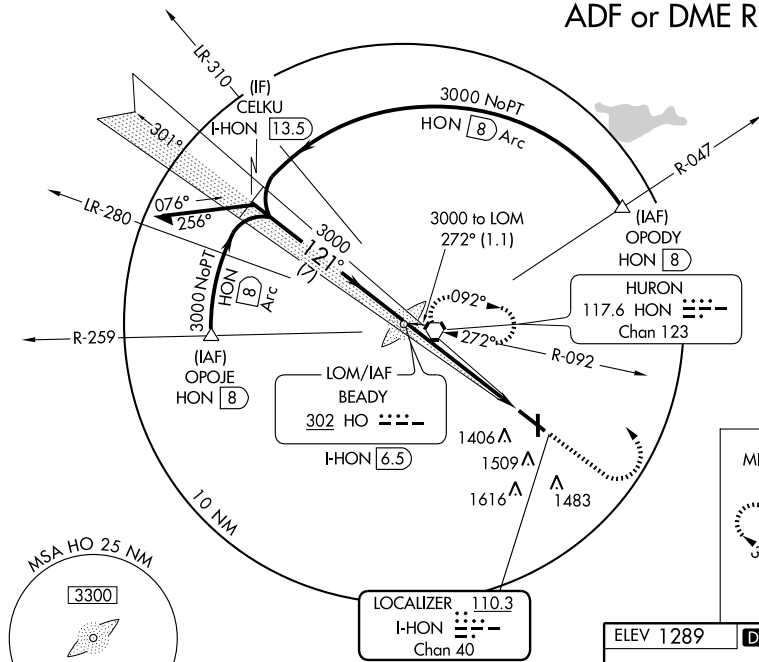 ADF or DME R
LR-310
(IF)
CELKU
I-HON 13.5
3000 NoPT
HON 8 Arc
301°
R-047
LR-280
076°
256°
3000
121°
(7)
3000 to LOM
272° (1.1)
(IAF)
OPODY
HON 8
3000 NoPT
HON 8 Arc
092°
272°
HURON
117.6 HON
Chan 123
R-259
R-092
(IAF)
OPOJE
HON 8
LOM/IAF
BEADY
302 HO
I-HON 6.5
1406
1509
1616
1483
10 NM
MSA HO 25 NM
3300
LOCALIZER 110.3
I-HON
Chan 40
ELEV 1289 D